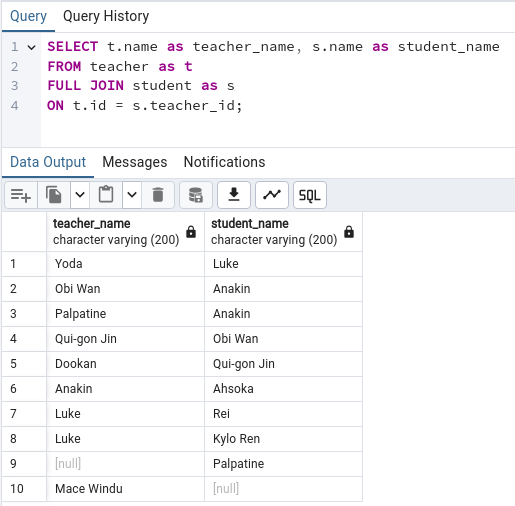 Query Query History
1 SELECT t.name as teacher_name, s.name as student_name
2 FROM teacher as t
3 FULL JOIN student as s
4 ON t.id = s.teacher_id;
Data Output Messages Notifications
SQL
teacher_name student_name
character varying (200) character varying (200)
1 Yoda Luke
2 Obi Wan Anakin
3 Palpatine Anakin
4 Qui-gon Jin Obi Wan
5 Dookan Qui-gon Jin
6 Anakin Ahsoka
7 Luke Rei
8 Luke Kylo Ren
9 [null] Palpatine
10 Mace Windu [null]